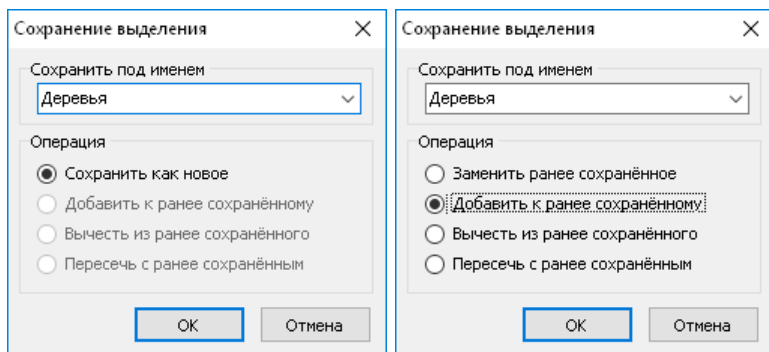 Сохранение выделения
Сохранить под именем
Деревья
Операция
Сохранить как новое
Добавить к ранее сохранённому
Вычесть из ранее сохранённого
Пересечь с ранее сохранённым
ОК
Отмена
Сохранение выделения
Сохранить под именем
Деревья
Операция
Заменить ранее сохранённое
Добавить к ранее сохранённому
Вычесть из ранее сохранённого
Пересечь с ранее сохранённым
ОК
Отмена